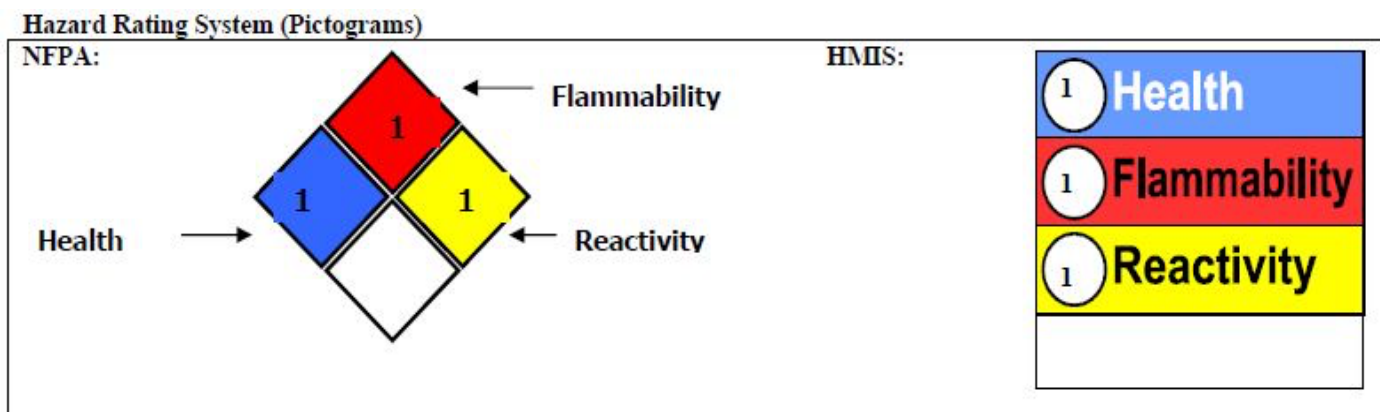 Hazard Rating System (Pictograms)
NFPA:
HMIS:
1 Health
Flammability
1
1 Flammability
1
1
Health
Reactivity
1 Reactivity